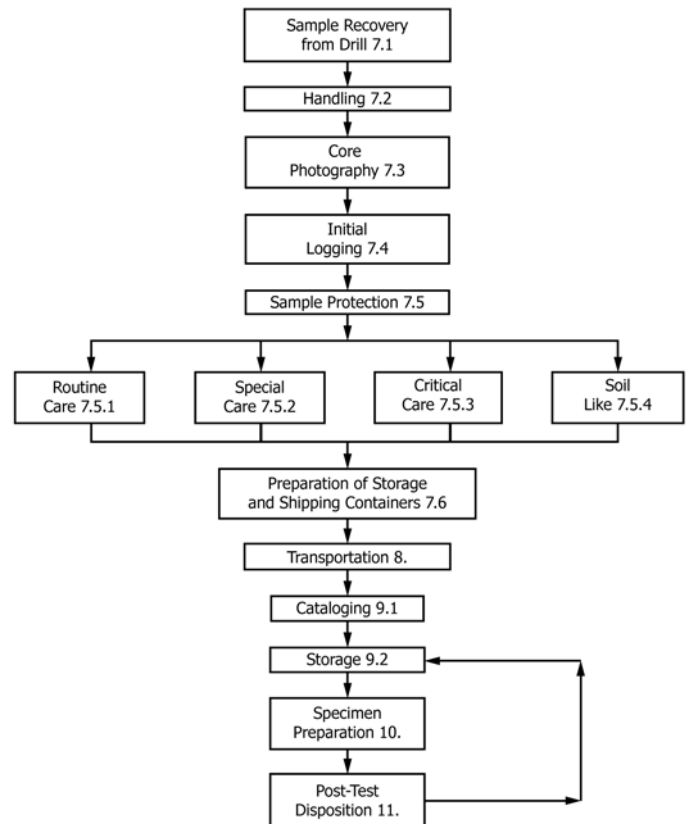 Sample Recovery
from Drill 7.1
Handling 7.2
Core
Photography 7.3
Initial
Logging 7.4
Sample Protection 7.5
Routine
Care 7.5.1
Special
Care 7.5.2
Critical
Care 7.5.3
Soil
Like 7.5.4
Preparation of Storage
and Shipping Containers 7.6
Transportation 8.
Cataloging 9.1
Storage 9.2
Specimen
Preparation 10.
Post-Test
Disposition 11.